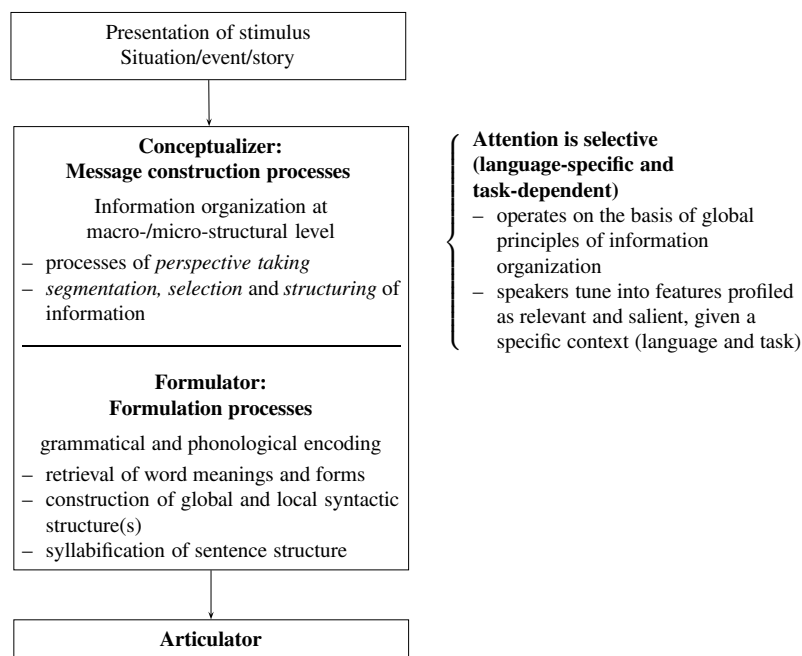 Presentation of stimulus
Situation/event/story
Conceptualizer:
Message construction processes
Information organization at
macro-/micro-structural level
– processes of perspective taking
– segmentation, selection and structuring of
information
Formulator:
Formulation processes
grammatical and phonological encoding
– retrieval of word meanings and forms
– construction of global and local syntactic
structure(s)
– syllabification of sentence structure
Articulator
Attention is selective
(language-specific and
task-dependent)
– operates on the basis of global
principles of information
organization
– speakers tune into features profiled
as relevant and salient, given a
specific context (language and task)